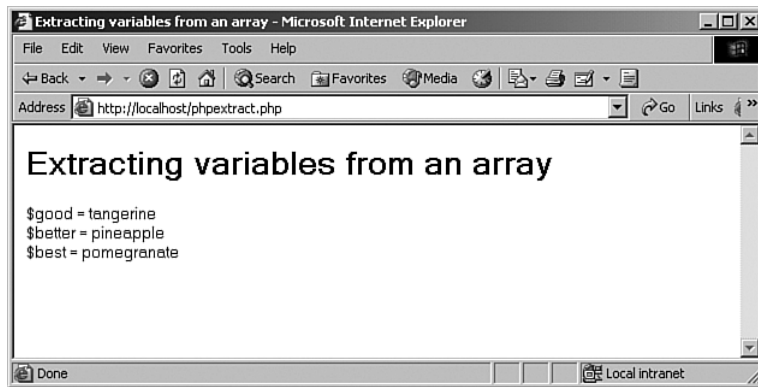 Extracting variables from an array - Microsoft Internet Explorer
File Edit View Favorites Tools Help
Back Search Favorites Media
Address http://localhost/phpextract.php Go Links »
Extracting variables from an array
$good = tangerine
$better = pineapple
$best = pomegranate
Done Local intranet